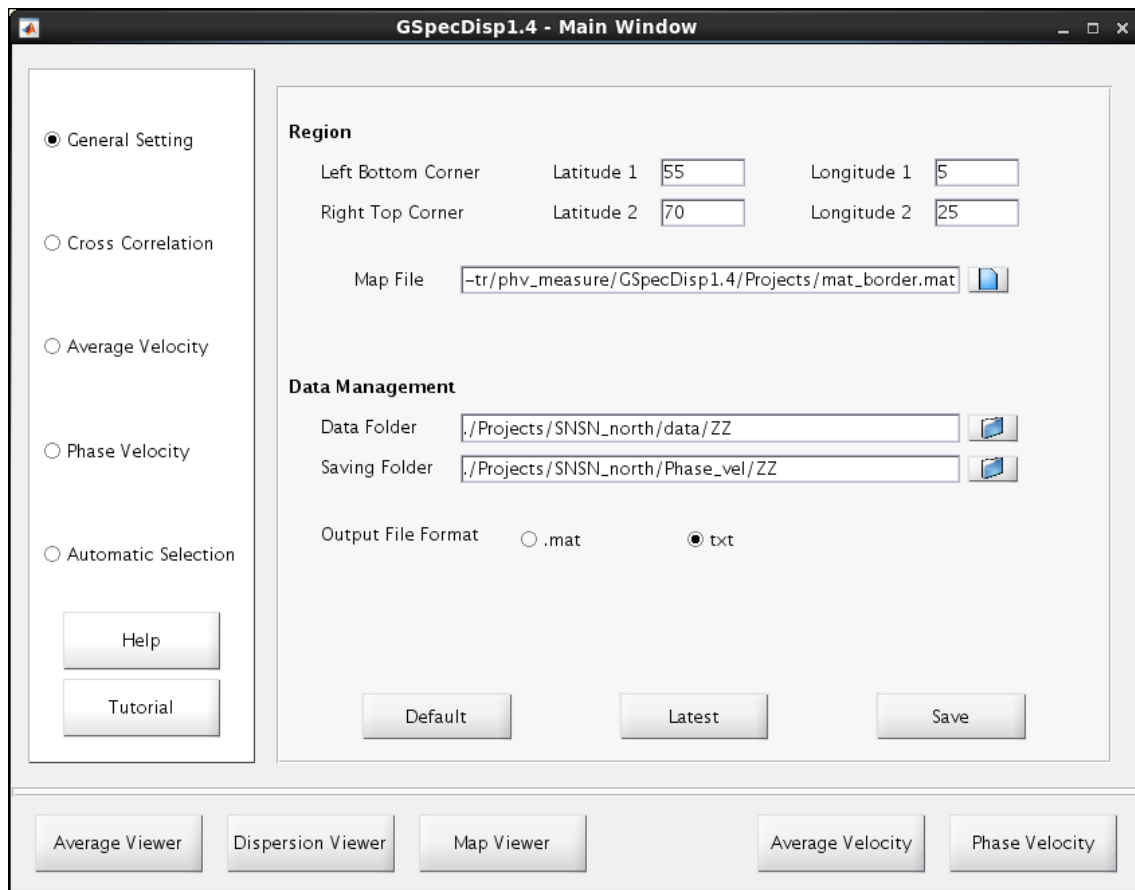 GSpecDisp1.4 - Main Window
General Setting
Cross Correlation
Average Velocity
Phase Velocity
Automatic Selection
Help
Tutorial
Region
Left Bottom Corner Latitude 1 55 Longitude 1 5
Right Top Corner Latitude 2 70 Longitude 2 25
Map File -tr/phv_measure/GSpecDisp1.4/Projects/mat_border.mat
Data Management
Data Folder ./Projects/SNSN_north/data/ZZ
Saving Folder ./Projects/SNSN_north/Phase_vel/ZZ
Output File Format .mat txt
Default Latest Save
Average Viewer Dispersion Viewer Map Viewer Average Velocity Phase Velocity